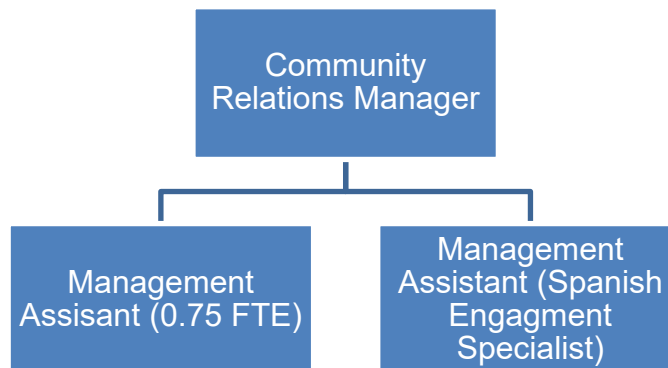 Community
Relations Manager
Management
Assisant (0.75 FTE)
Management
Assistant (Spanish
Engagment
Specialist)